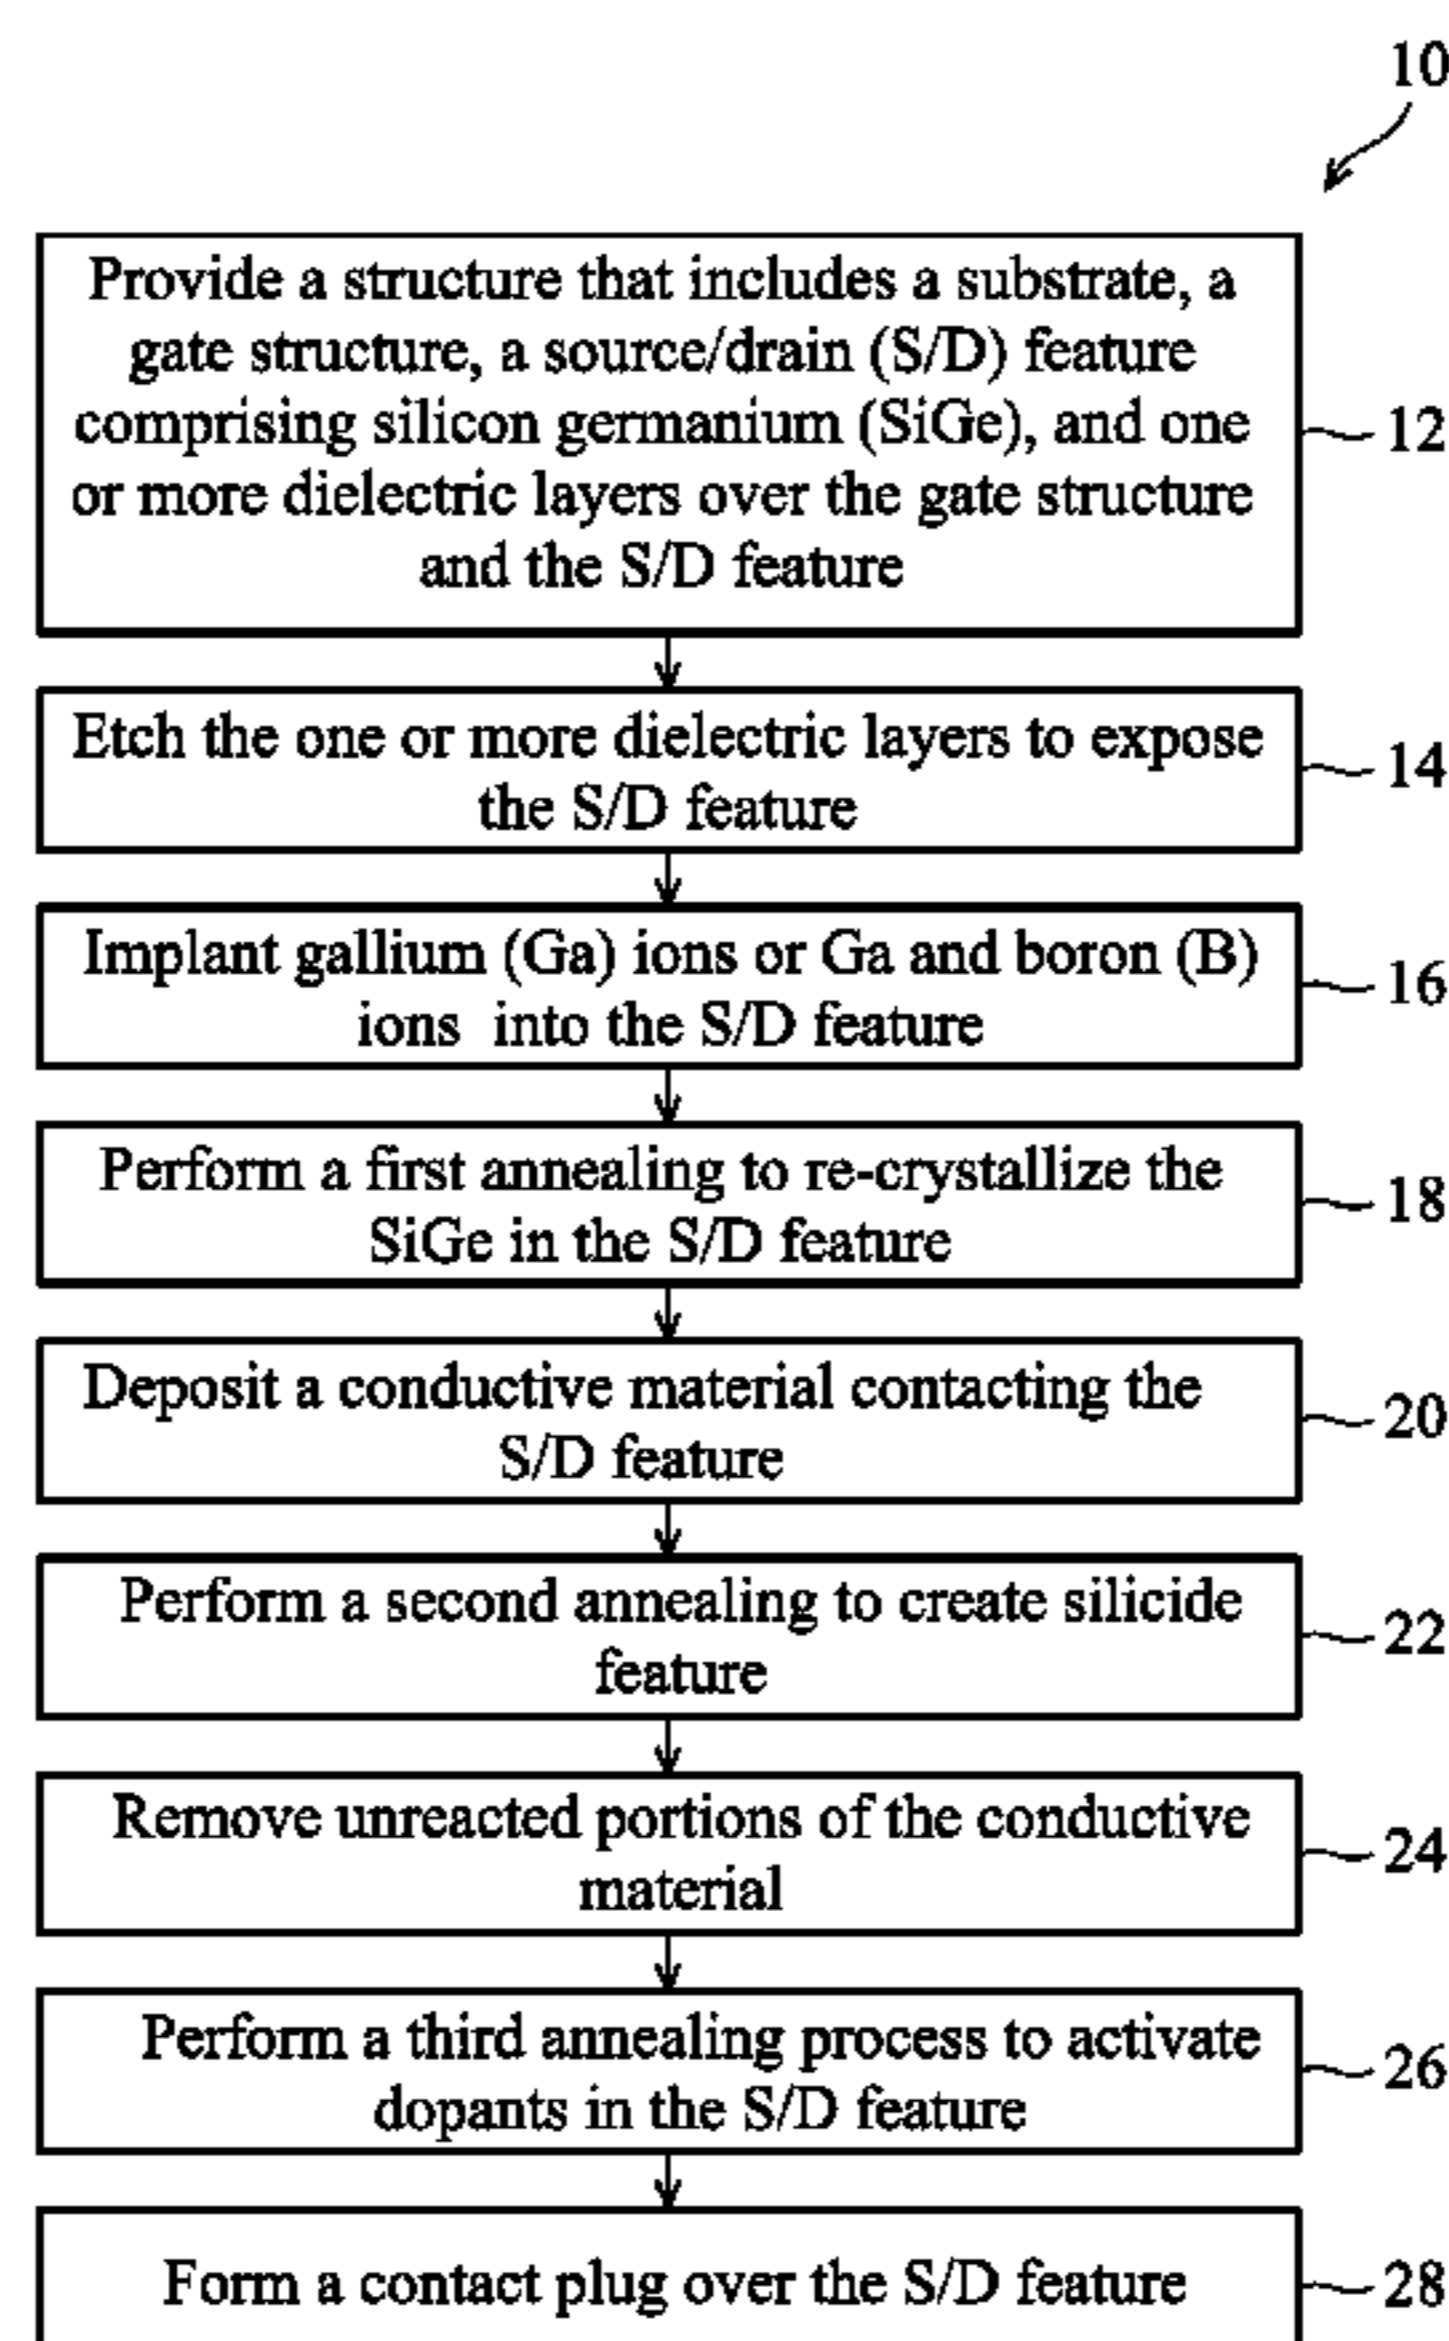 10
Provide a structure that includes a substrate, a
gate structure, a source/drain (S/D) feature
comprising silicon germanium (SiGe), and one
or more dielectric layers over the gate structure
and the S/D feature
12
Etch the one or more dielectric layers to expose
the S/D feature
14
Implant gallium (Ga) ions or Ga and boron (B)
ions into the S/D feature
16
Perform a first annealing to re-crystallize the
SiGe in the S/D feature
18
Deposit a conductive material contacting the
S/D feature
20
Perform a second annealing to create silicide
feature
22
Remove unreacted portions of the conductive
material
24
Perform a third annealing process to activate
dopants in the S/D feature
26
Form a contact plug over the S/D feature
28